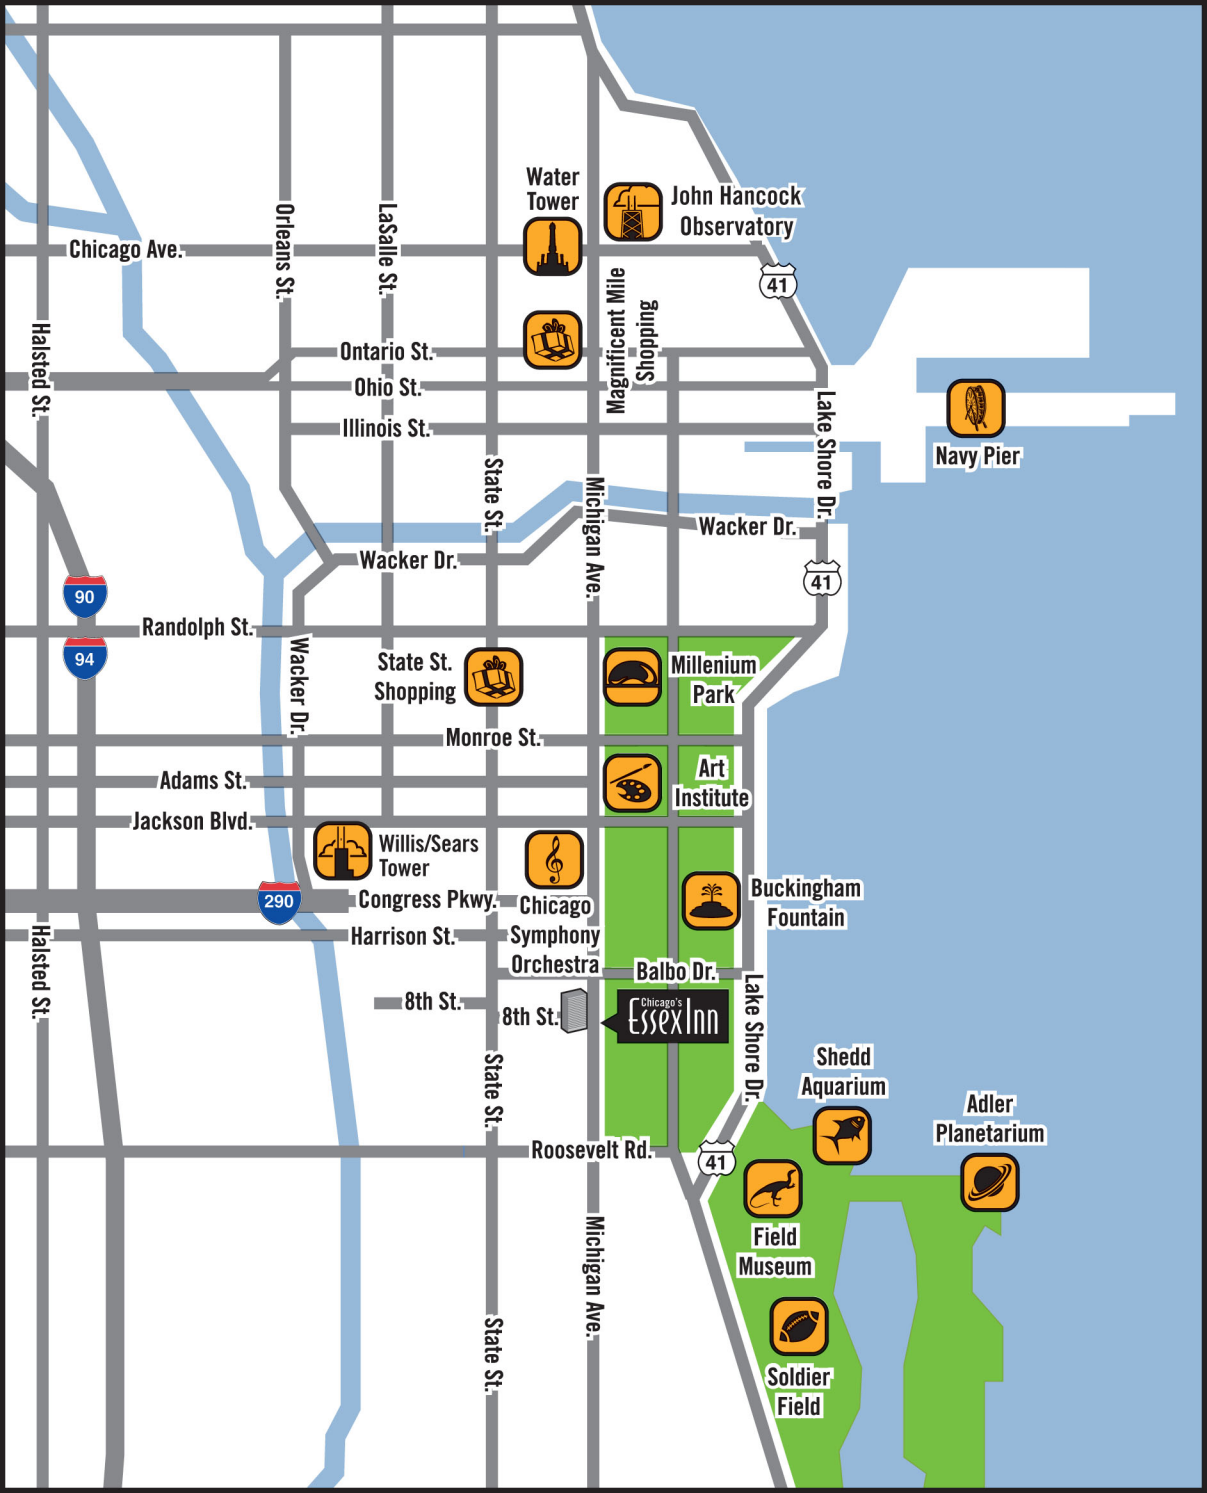 Water
Tower
John Hancock
Observatory
Orleans St.
LaSalle St.
Chicago Ave.
41
Magnificent Mile
Shopping
Halsted St.
Ontario St.
Ohio St.
Illinois St.
Lake Shore Dr.
Navy Pier
State St.
Michigan Ave.
Wacker Dr.
Wacker Dr.
41
90
Randolph St.
94
Wacker Dr.
State St.
Shopping
Millenium
Park
Monroe St.
Adams St.
Art
Institute
Jackson Blvd.
Willis/Sears
Tower
290
Congress Pkwy.
Chicago
Symphony
Orchestra
Buckingham
Fountain
Halsted St.
Harrison St.
Balbo Dr.
8th St.
8th St.
Chicago's
Essex Inn
Lake Shore Dr.
State St.
Shedd
Aquarium
Adler
Planetarium
Roosevelt Rd.
41
Field
Museum
Michigan Ave.
State St.
Soldier
Field